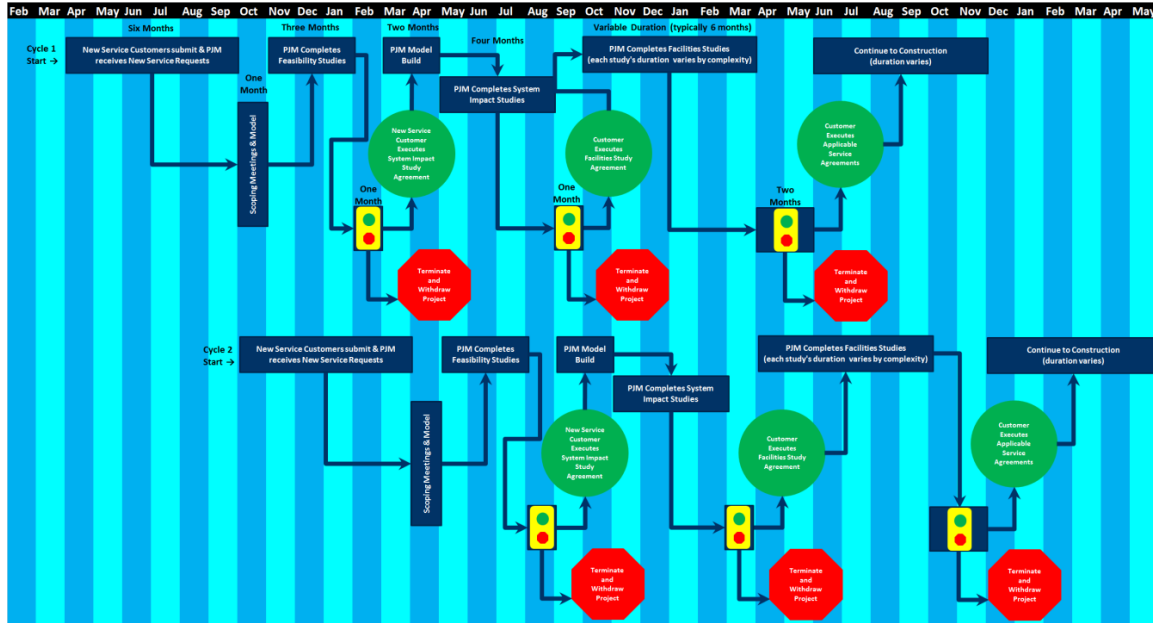 Feb Mar Apr May Jun Jul Aug Sep Oct Nov Dec Jan Feb Mar Apr May Jun Jul Aug Sep Oct Nov Dec Jan Feb Mar Apr May Jun Jul Aug Sep Oct Nov Dec Jan Feb Mar Apr May
Six Months
Three Months
Two Months
Four Months
Variable Duration (typically 6 months)
Cycle 1
Start →
New Service Customers submit & PJM
receives New Service Requests
One
Month
Scoping Meetings & Model
PJM Completes
Feasibility Studies
PJM Model
Build
PJM Completes System
Impact Studies
PJM Completes Facilities Studies
(each study's duration varies by complexity)
Continue to Construction
(duration varies)
New Service
Customer
Executes
System Impact
Study
Agreement
Customer
Executes
Facilities Study
Agreement
Customer
Executes
Applicable
Service
Agreements
One
Month
One
Month
Two
Months
Terminate
and
Withdraw
Project
Terminate
and
Withdraw
Project
Terminate
and
Withdraw
Project
Cycle 2
Start →
New Service Customers submit & PJM
receives New Service Requests
Scoping Meetings & Model
PJM Completes
Feasibility Studies
PJM Model
Build
PJM Completes System
Impact Studies
PJM Completes Facilities Studies
(each study's duration varies by complexity)
Continue to Construction
(duration varies)
New Service
Customer
Executes
System Impact
Study
Agreement
Customer
Executes
Facilities Study
Agreement
Customer
Executes
Applicable
Service
Agreements
Terminate
and
Withdraw
Project
Terminate
and
Withdraw
Project
Terminate
and
Withdraw
Project